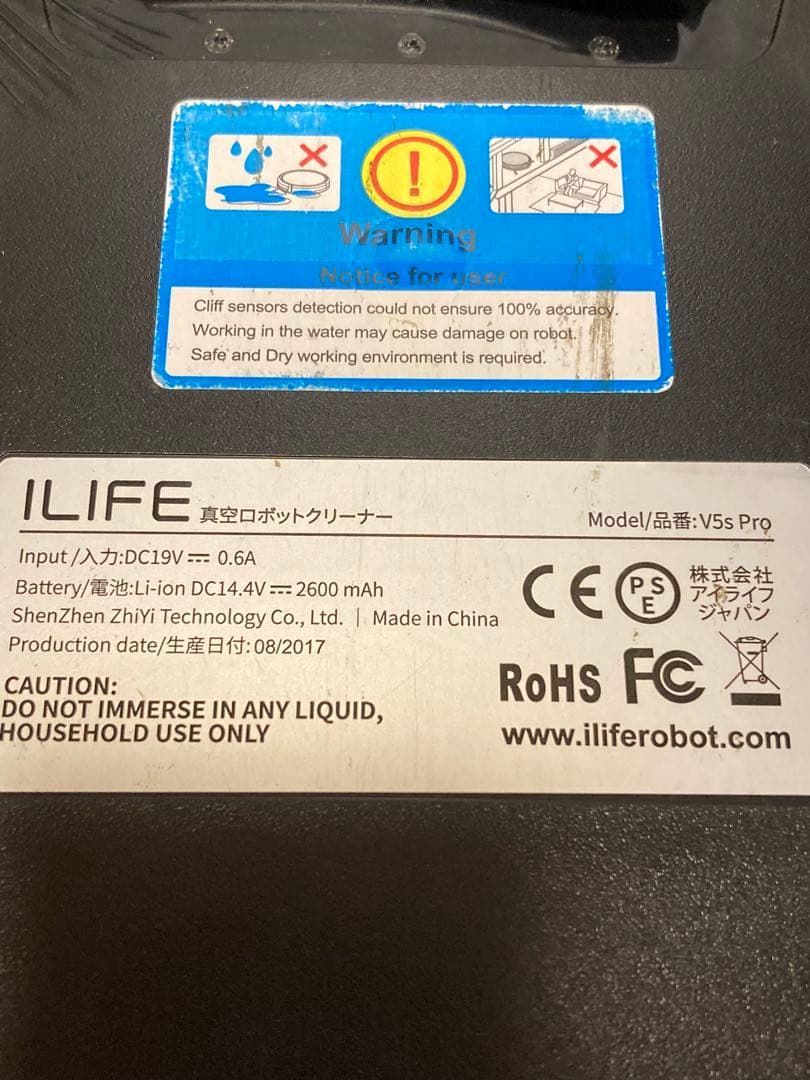 Warning
Notice for user
Cliff sensors detection could not ensure 100% accuracy.
Working in the water may cause damage on robot.
Safe and Dry working environment is required.
ILIFE 真空ロボットクリーナー
Model/品番:V5s Pro
Input /入力:DC19V⎓ 0.6A
Battery/電池:Li-ion DC14.4V⎓2600 mAh
ShenZhen ZhiYi Technology Co., Ltd. | Made in China
Production date/生産日付: 08/2017
CE
PSE
株式会社
アイライフ
ジャパン
CAUTION:
DO NOT IMMERSE IN ANY LIQUID,
HOUSEHOLD USE ONLY
RoHS FC
www.iliferobot.com